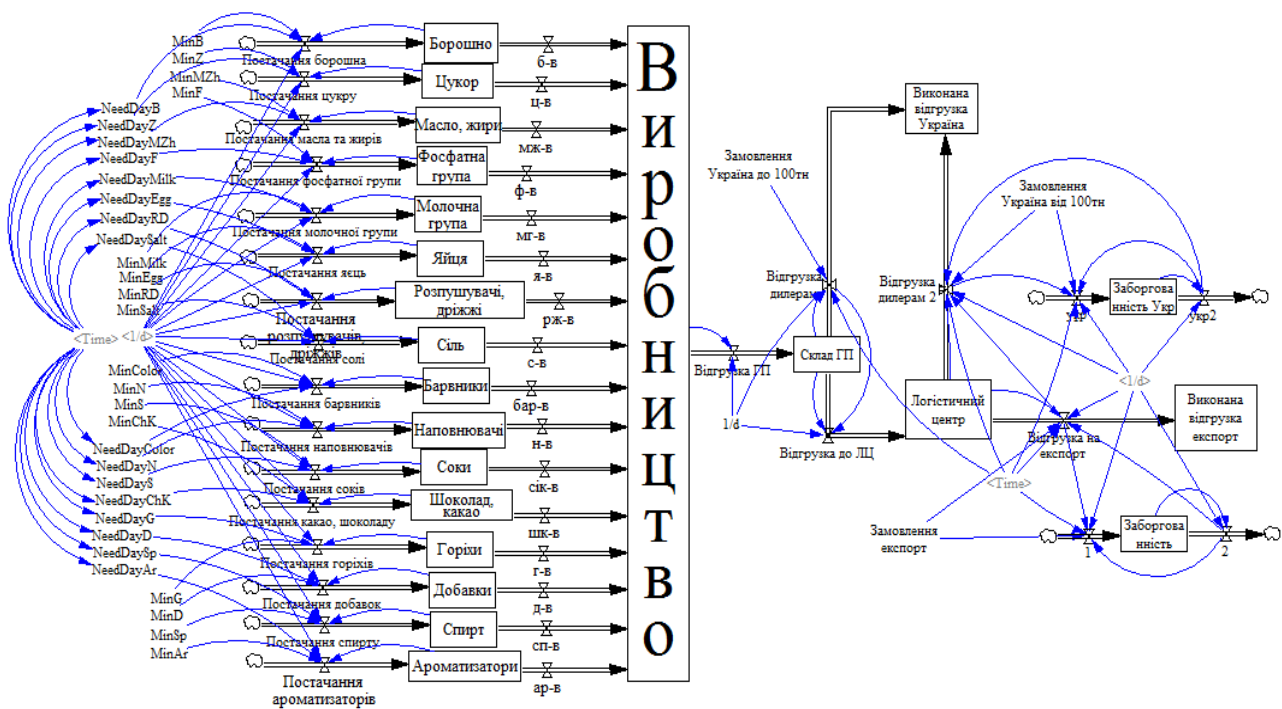 MinB
MinZ
MinMZh
MinF
NeedDayB
NeedDayZ
NeedDayMZh
NeedDayF
NeedDayMilk
NeedDayEgg
NeedDayRD
NeedDaySalt
MinMilk
MinEgg
MinRD
MinSalt
<Time>
<1/d>
MinColor
MinN
MinS
MinChK
NeedDayColor
NeedDayN
NeedDayS
NeedDayChK
NeedDayG
NeedDayD
NeedDaySp
NeedDayAr
MinG
MinD
MinSp
MinAr
Постачання борошна
Борошно
б-в
Постачання цукру
Цукор
ц-в
Постачання масла та жирів
Масло, жири
мж-в
Постачання фосфатної групи
Фосфатна
група
ф-в
Постачання молочної групи
Молочна
група
мг-в
Постачання яєць
Яйця
я-в
Постачання
розпушувачів,
дріжжів
Розпушувачі,
дріжжі
рж-в
Постачання солі
Сіль
с-в
Постачання барвників
Барвники
бар-в
Постачання наповнювачів
Наповнювачі
н-в
Постачання соків
Соки
сік-в
Постачання какао, шоколаду
Шоколад,
какао
шк-в
Постачання горіхів
Горіхи
г-в
Постачання добавок
Добавки
д-в
Постачання спирту
Спирт
сп-в
Постачання
ароматизаторів
Ароматизатори
ар-в
Виробництво
Відгрузка ГП
1/d
Склад ГП
Замовлення
Україна до 100тн
Відгрузка
дилерам
Відгрузка до ЛЦ
Виконана
відгрузка
Україна
Відгрузка
дилерам 2
Логістичний
центр
Замовлення
Україна від 100тн
укр
Заборгова
нність Укр
укр2
<1/d>
Відгрузка на
експорт
Виконана
відгрузка
експорт
<Time>
Замовлення
експорт
1
Заборгова
нність
2